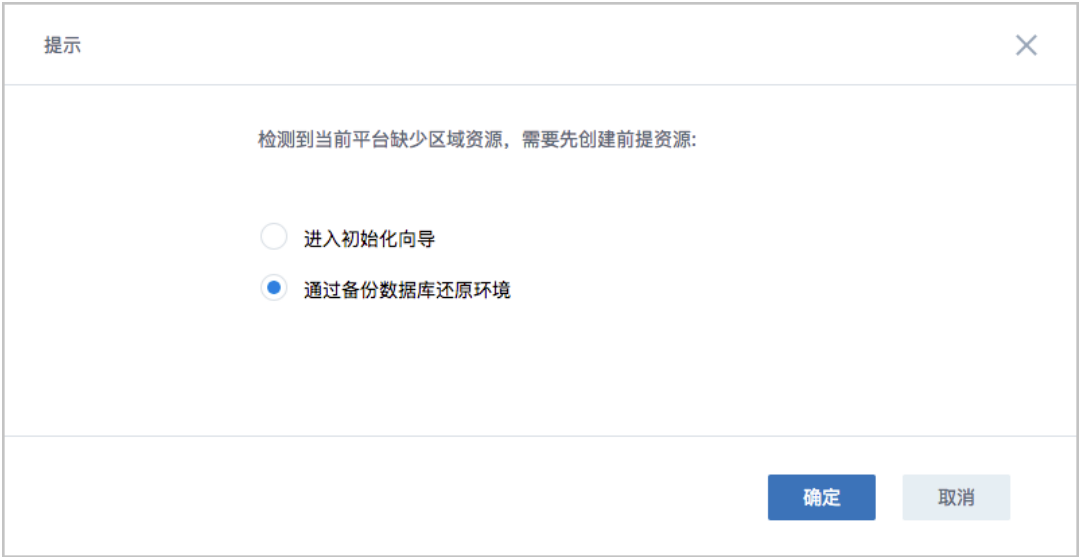 提示
检测到当前平台缺少区域资源，需要先创建前提资源:
进入初始化向导
通过备份数据库还原环境
确定
取消